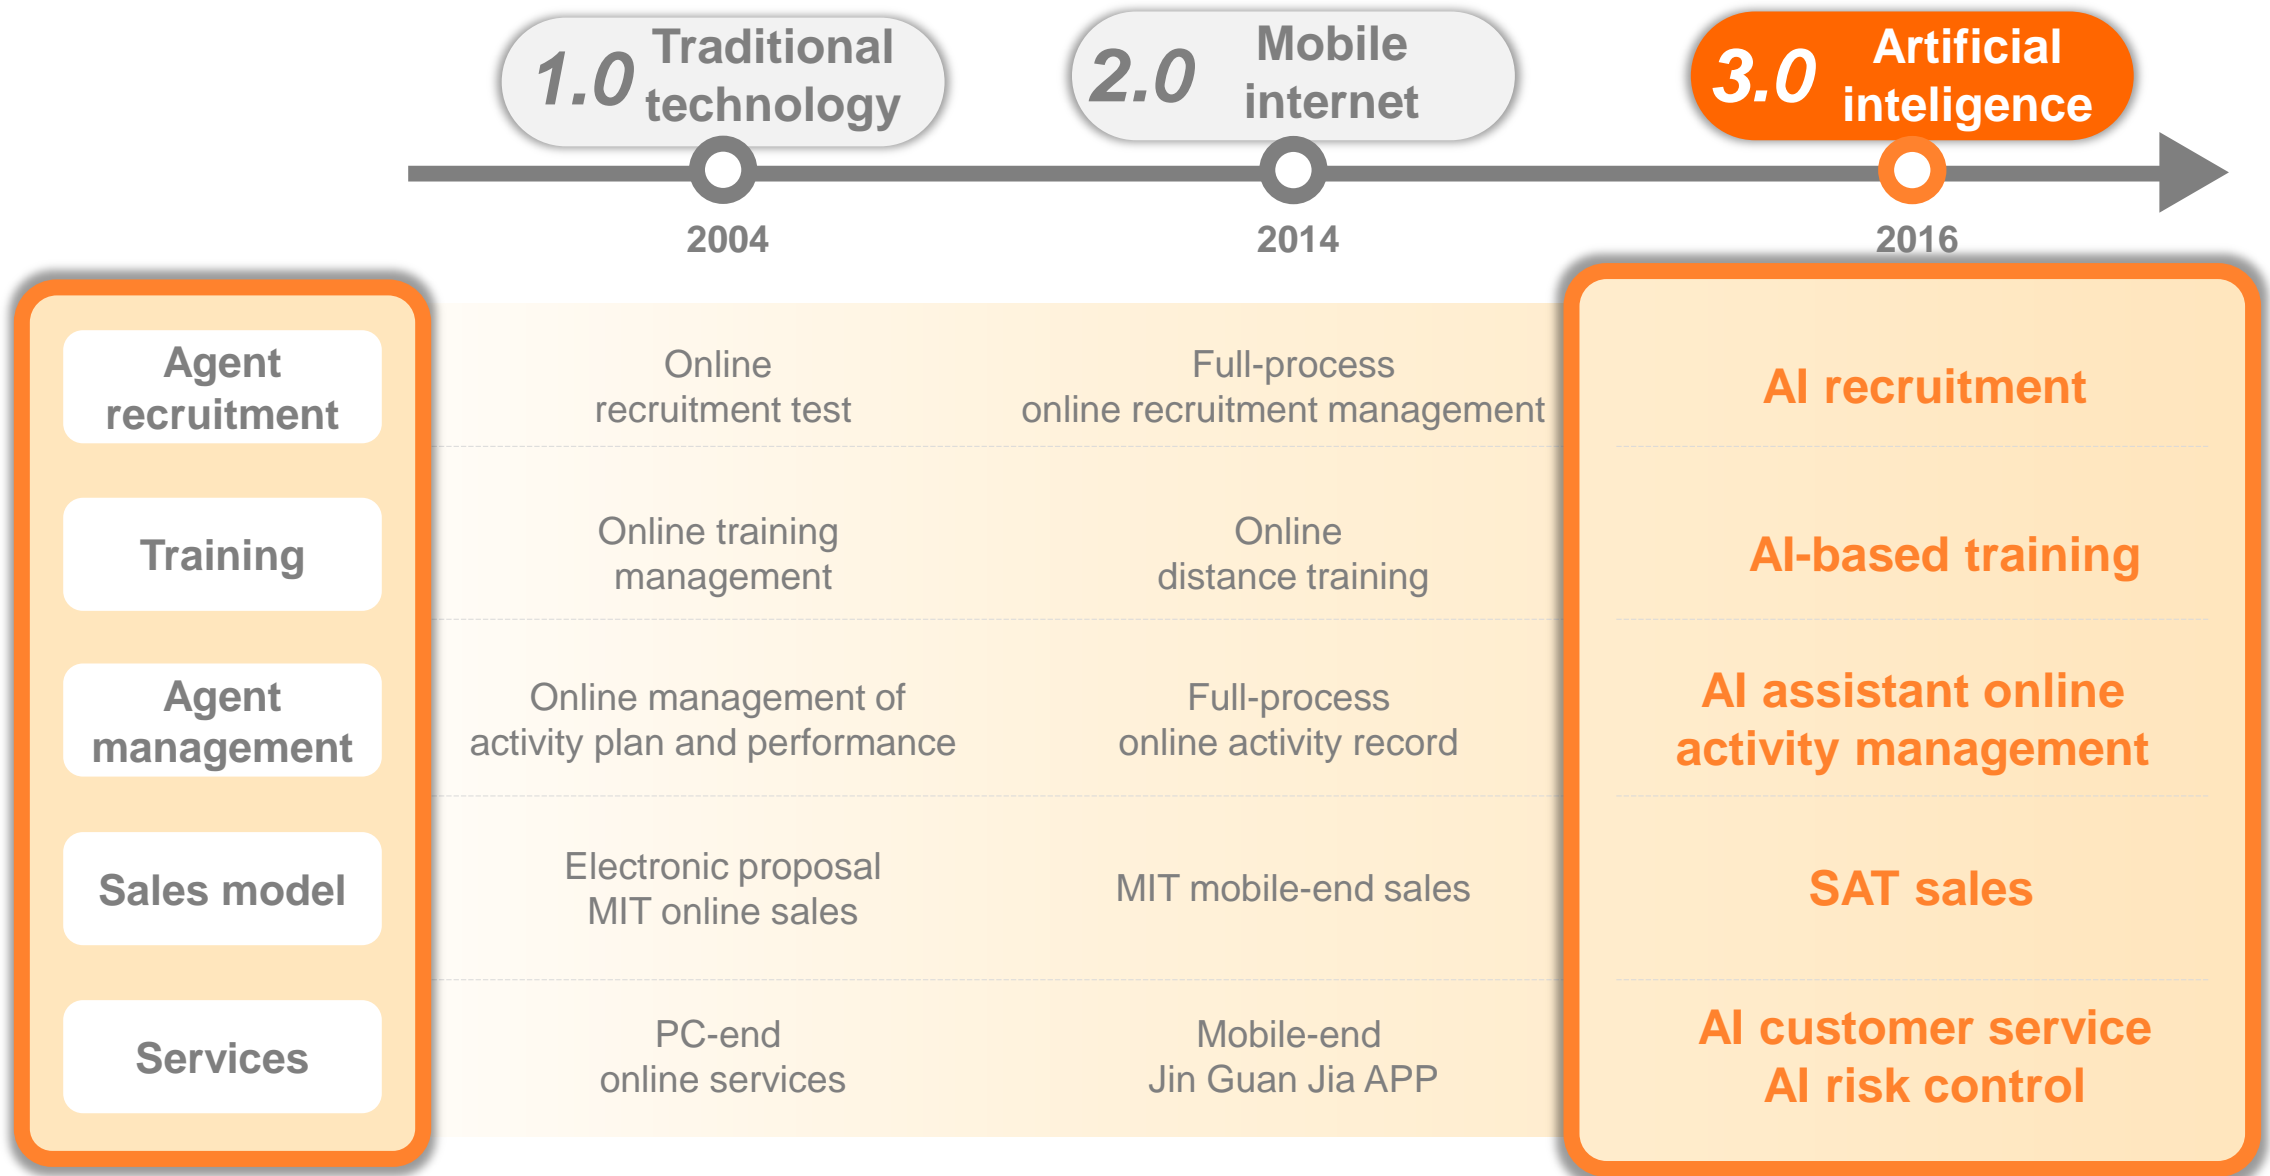 1.0 Traditional
technology
2.0 Mobile
internet
3.0 Artificial
inteligence
2004
2014
2016
Agent
recruitment
Online
recruitment test
Full-process
online recruitment management
AI recruitment
Training
Online training
management
Online
distance training
AI-based training
Agent
management
Online management of
activity plan and performance
Full-process
online activity record
AI assistant online
activity management
Sales model
Electronic proposal
MIT online sales
MIT mobile-end sales
SAT sales
Services
PC-end
online services
Mobile-end
Jin Guan Jia APP
AI customer service
AI risk control